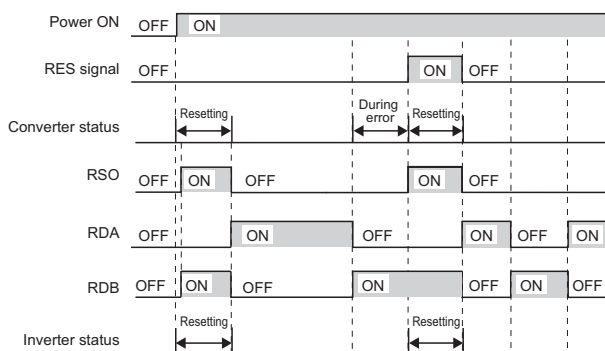 Power ON OFF ON
RES signal OFF ON OFF
Converter status Resetting During error Resetting
RSO OFF ON OFF ON OFF
RDA OFF ON OFF ON OFF ON
RDB OFF ON OFF ON OFF ON OFF
Inverter status Resetting Resetting